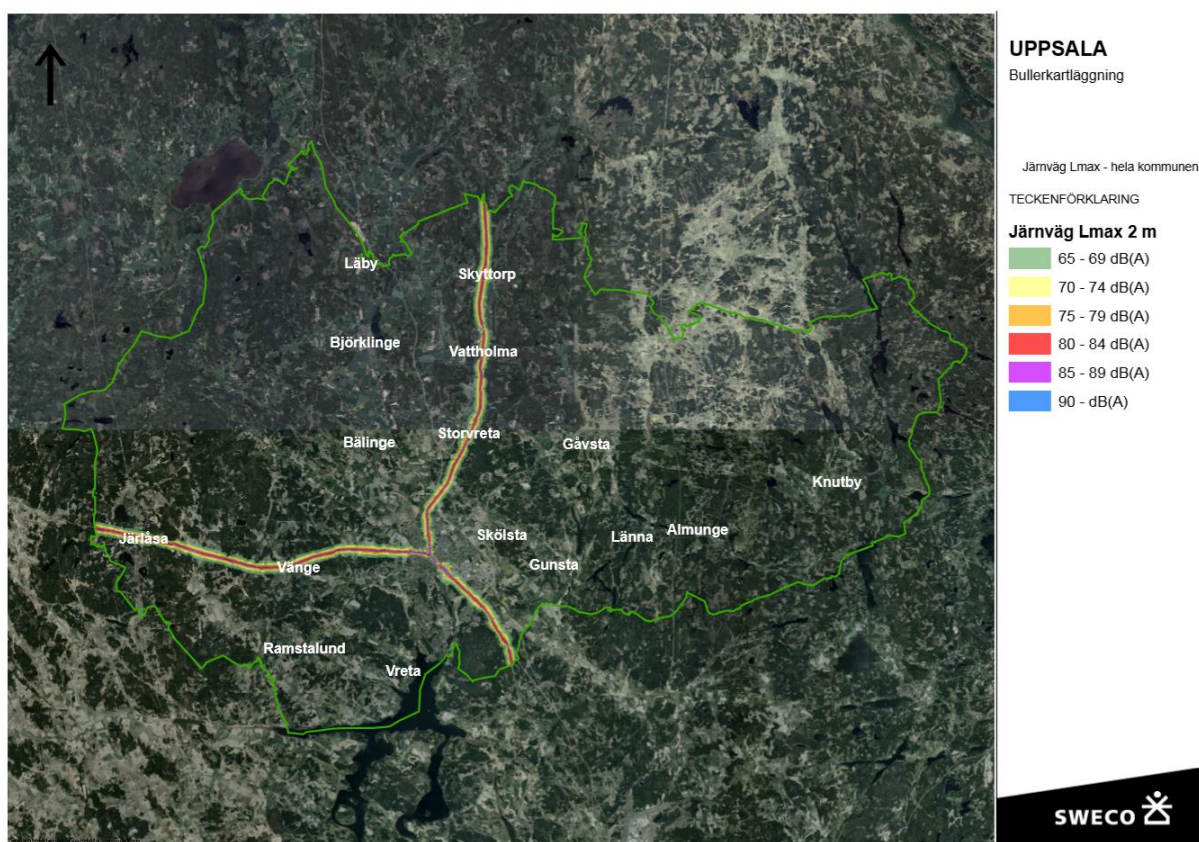 UPPSALA
Bullerkartläggning
Järnväg Lmax - hela kommunen
TECKENFÖRKLARING
Järnväg Lmax 2 m
65 - 69 dB(A)
70 - 74 dB(A)
75 - 79 dB(A)
80 - 84 dB(A)
85 - 89 dB(A)
90 - dB(A)
Läby
Skyttorp
Björklinge
Vattholma
Storvreta
Bälinge
Gåvsta
Knutby
Järlåsa
Skölsta
Länna
Almunge
Vänge
Gunsta
Ramstalund
Vreta
SWECO